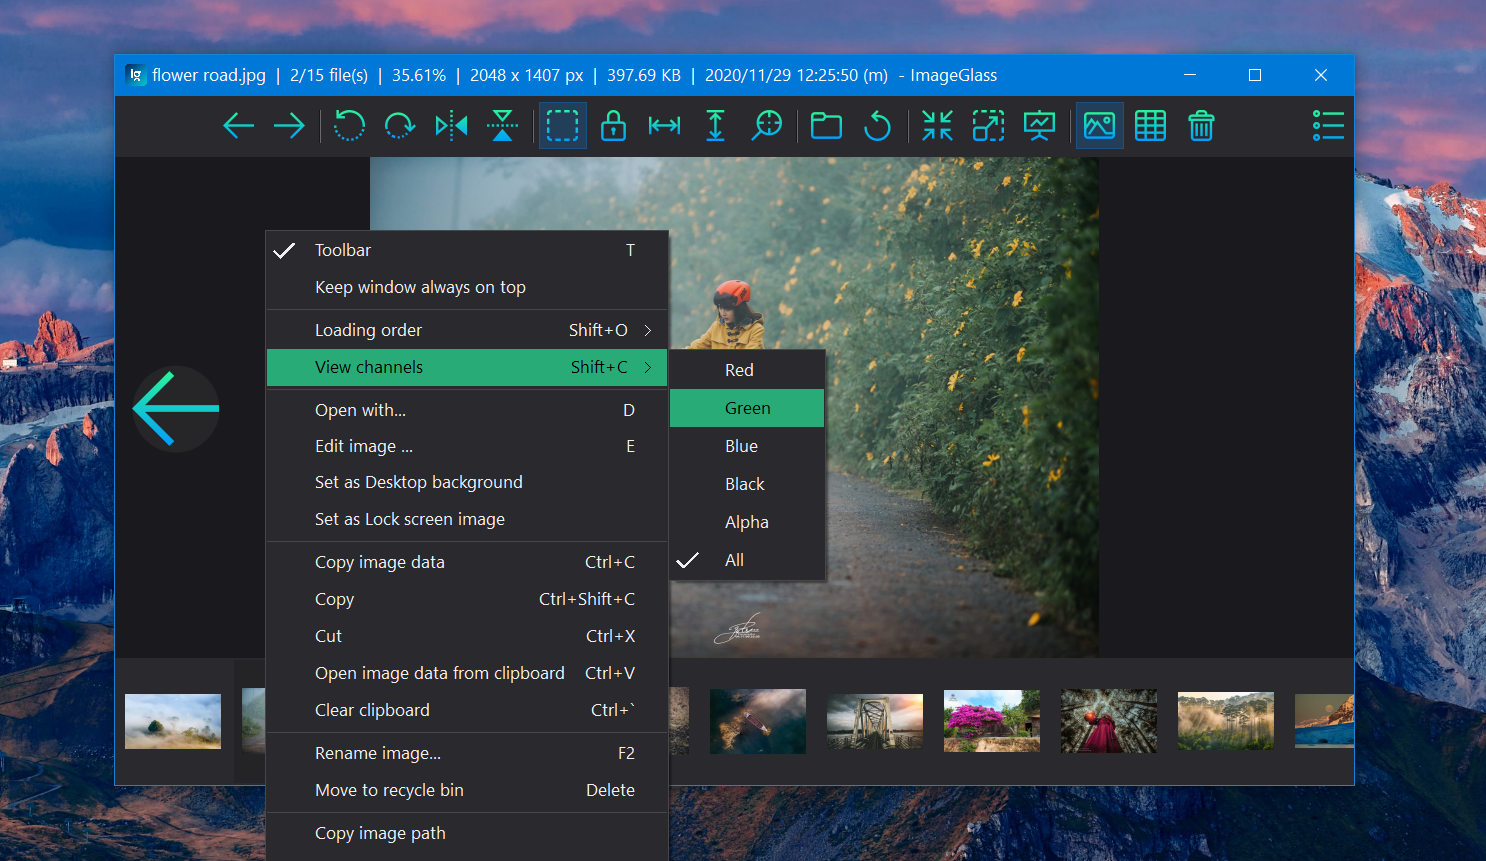 flower road.jpg | 2/15 file(s) | 35.61% | 2048 x 1407 px | 397.69 KB | 2020/11/29 12:25:50 (m) - ImageGlass
Toolbar T
Keep window always on top
Loading order Shift+O
View channels Shift+C
Red
Green
Blue
Black
Alpha
All
Open with... D
Edit image ... E
Set as Desktop background
Set as Lock screen image
Copy image data Ctrl+C
Copy Ctrl+Shift+C
Cut Ctrl+X
Open image data from clipboard Ctrl+V
Clear clipboard Ctrl+`
Rename image... F2
Move to recycle bin Delete
Copy image path